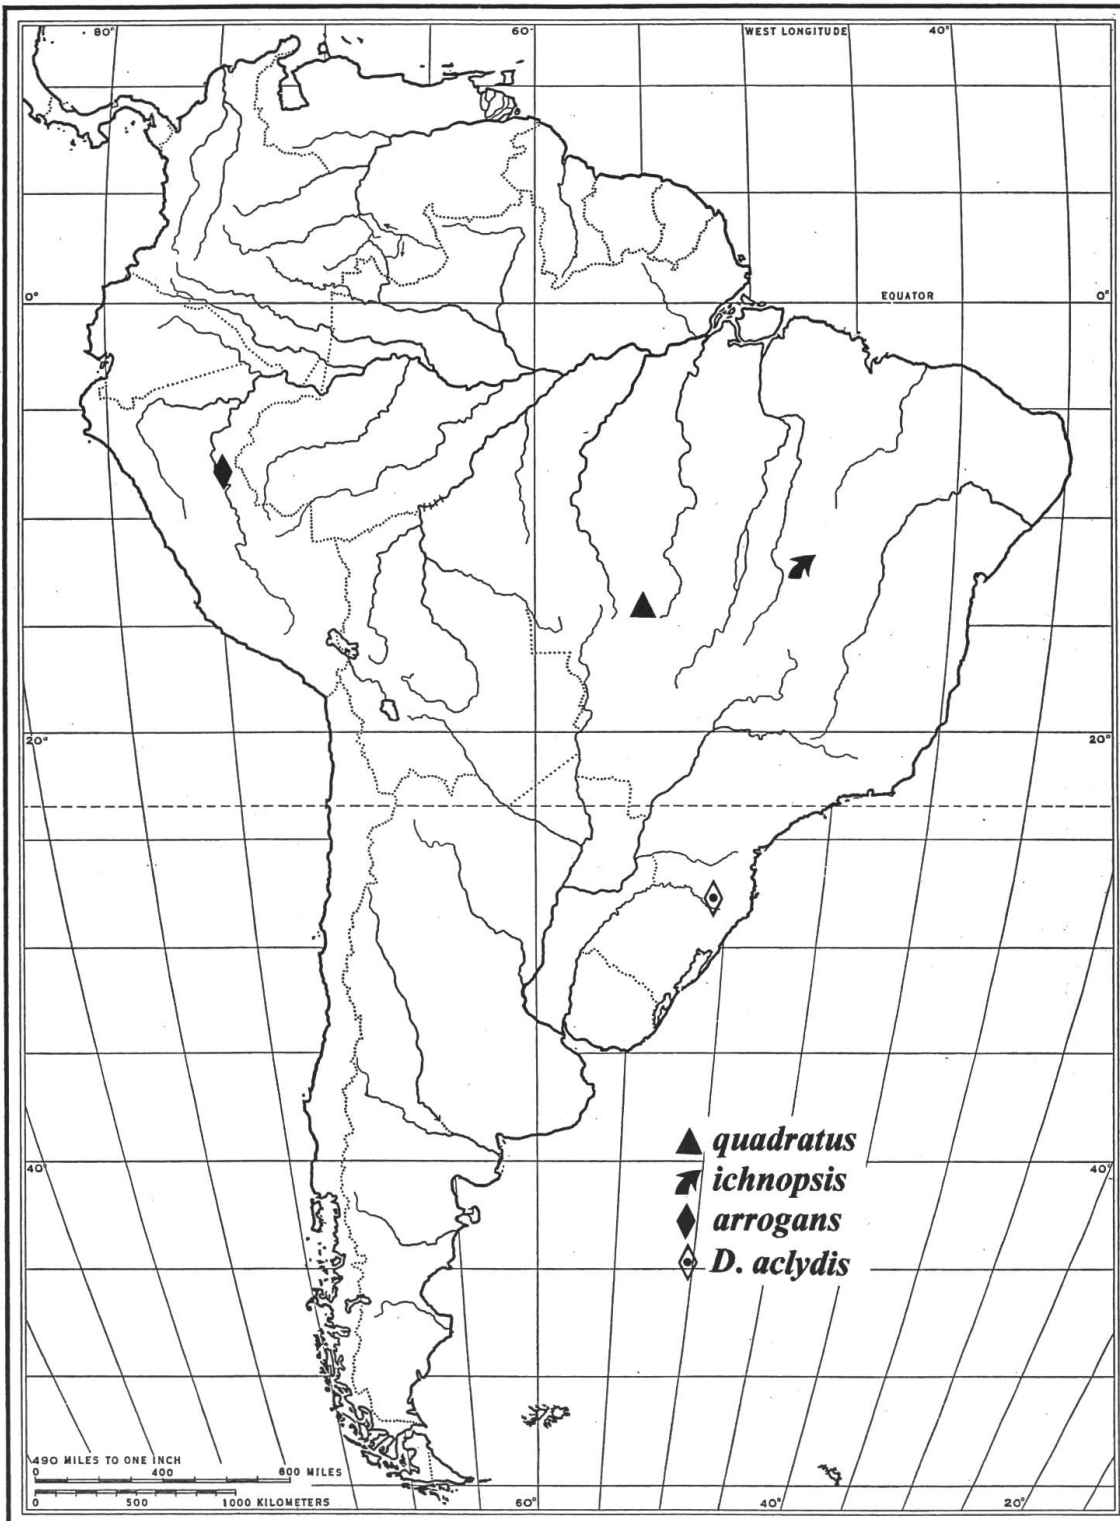 80° 60° WEST LONGITUDE 40°
0° EQUATOR 0°
20° 20°
quadratus
ichnopsis
40° arrogans 40°
D. aclydis
490 MILES TO ONE INCH
0 400 800 MILES
0 500 1000 KILOMETERS
60° 40° 20°